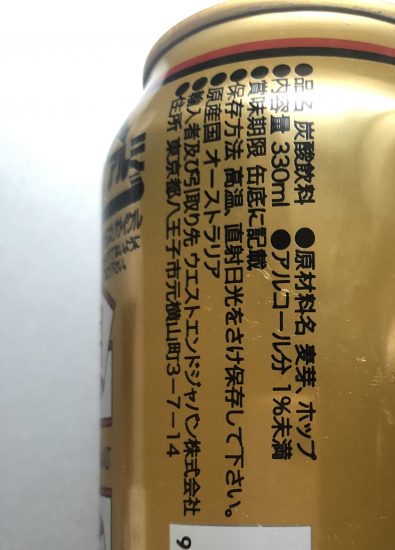 ●品名 炭酸飲料 ●原材料名 麦芽、ホップ
●内容量 330ml ●アルコール分 1%未満
●賞味期限 缶底に記載
●保存方法 高温、直射日光をさけ保存して下さい。
●原産国 オーストラリア
●輸入者及び引取り先 ウエストエンドジャパン株式会社
●住所 東京都八王子市元横山町3-7-14
9